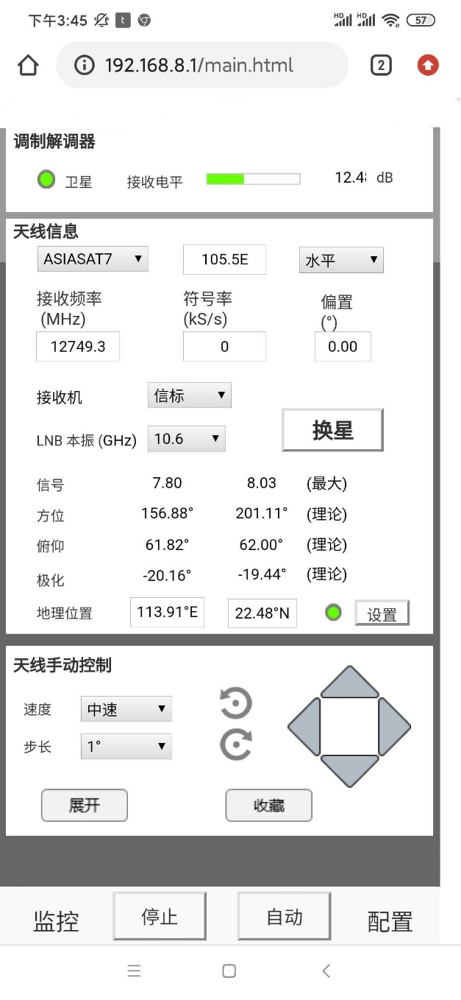 下午3:45
HD HD 57
192.168.8.1/main.html
2
调制解调器
卫星 接收电平 dB
天线信息
ASIASAT7 105.5E 水平
接收频率 符号率 偏置
(MHz) (kS/s) (°)
12749.3 0 0.00
接收机 信标
换星
LNB 本振 (GHz) 10.6
信号 7.80 8.03 (最大)
方位 156.88° 201.11° (理论)
俯仰 61.82° 62.00° (理论)
极化 -20.16° -19.44° (理论)
地理位置 113.91°E 22.48°N 设置
天线手动控制
速度 中速
步长 1°
展开 收藏
监控 停止 自动 配置